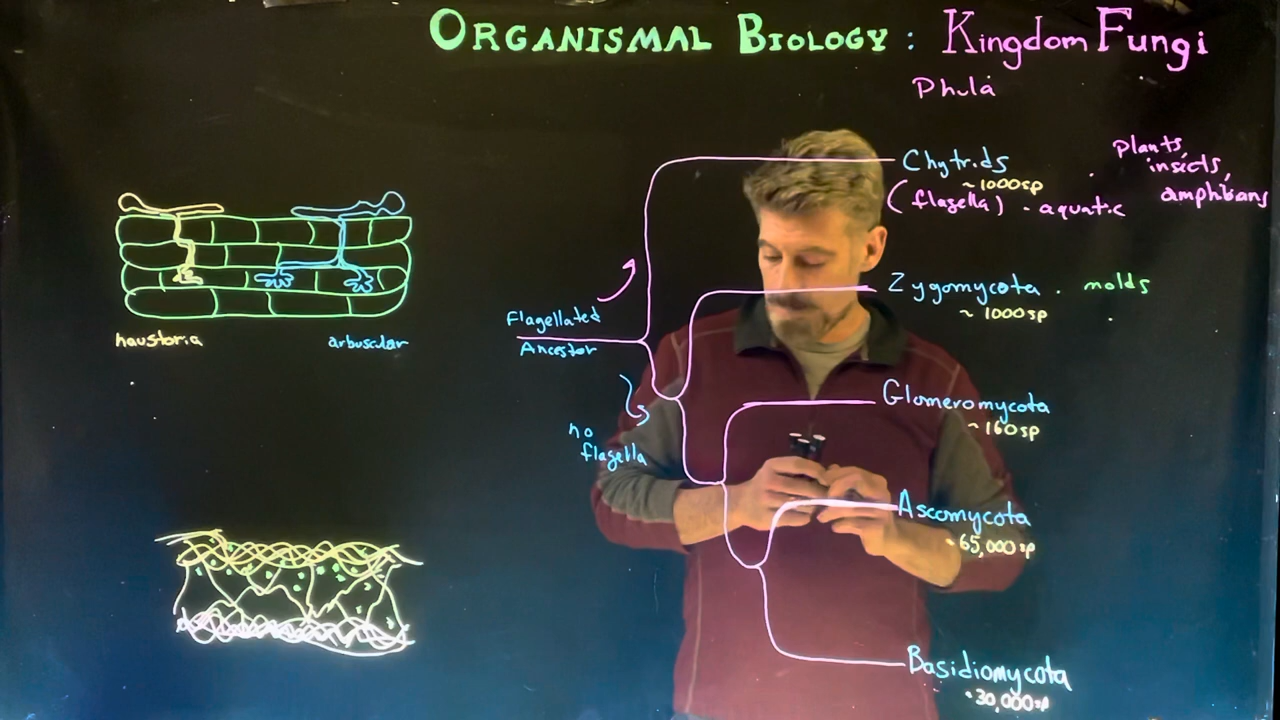 ORGANISMAL BIOLOGY: Kingdom Fungi
Phyla
Chytrids
~1000sp
(flagella) - aquatic
Plants,
insects,
amphibians
Zygomycota · molds
~ 1000sp
Flagellated
Ancestor
no
flagella
Glomeromycota
~160sp
Ascomycota
~65,000sp
Basidiomycota
~30,000sp
haustoria
arbuscular